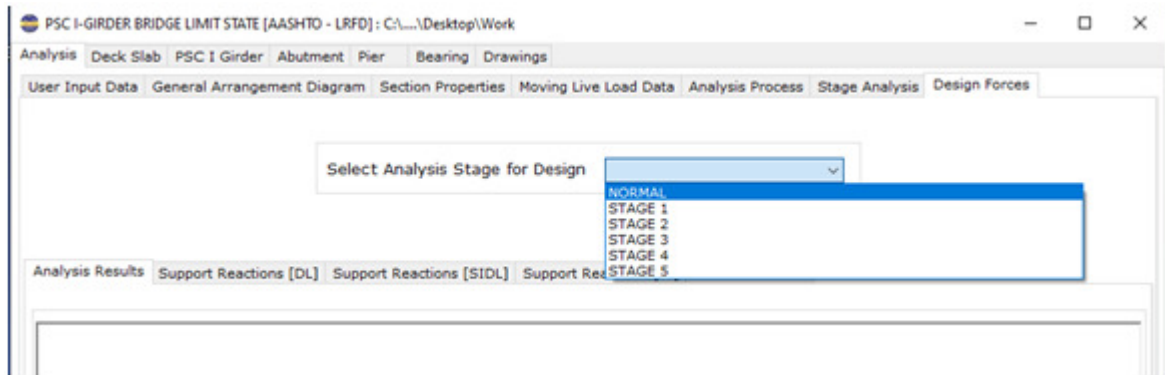 PSC I-GIRDER BRIDGE LIMIT STATE [AASHTO - LRFD] : C:\....\Desktop\Work
Analysis Deck Slab PSC I Girder Abutment Pier Bearing Drawings
User Input Data General Arrangement Diagram Section Properties Moving Live Load Data Analysis Process Stage Analysis Design Forces
Select Analysis Stage for Design
NORMAL
STAGE 1
STAGE 2
STAGE 3
STAGE 4
STAGE 5
Analysis Results Support Reactions [DL] Support Reactions [SIDL] Support Rea